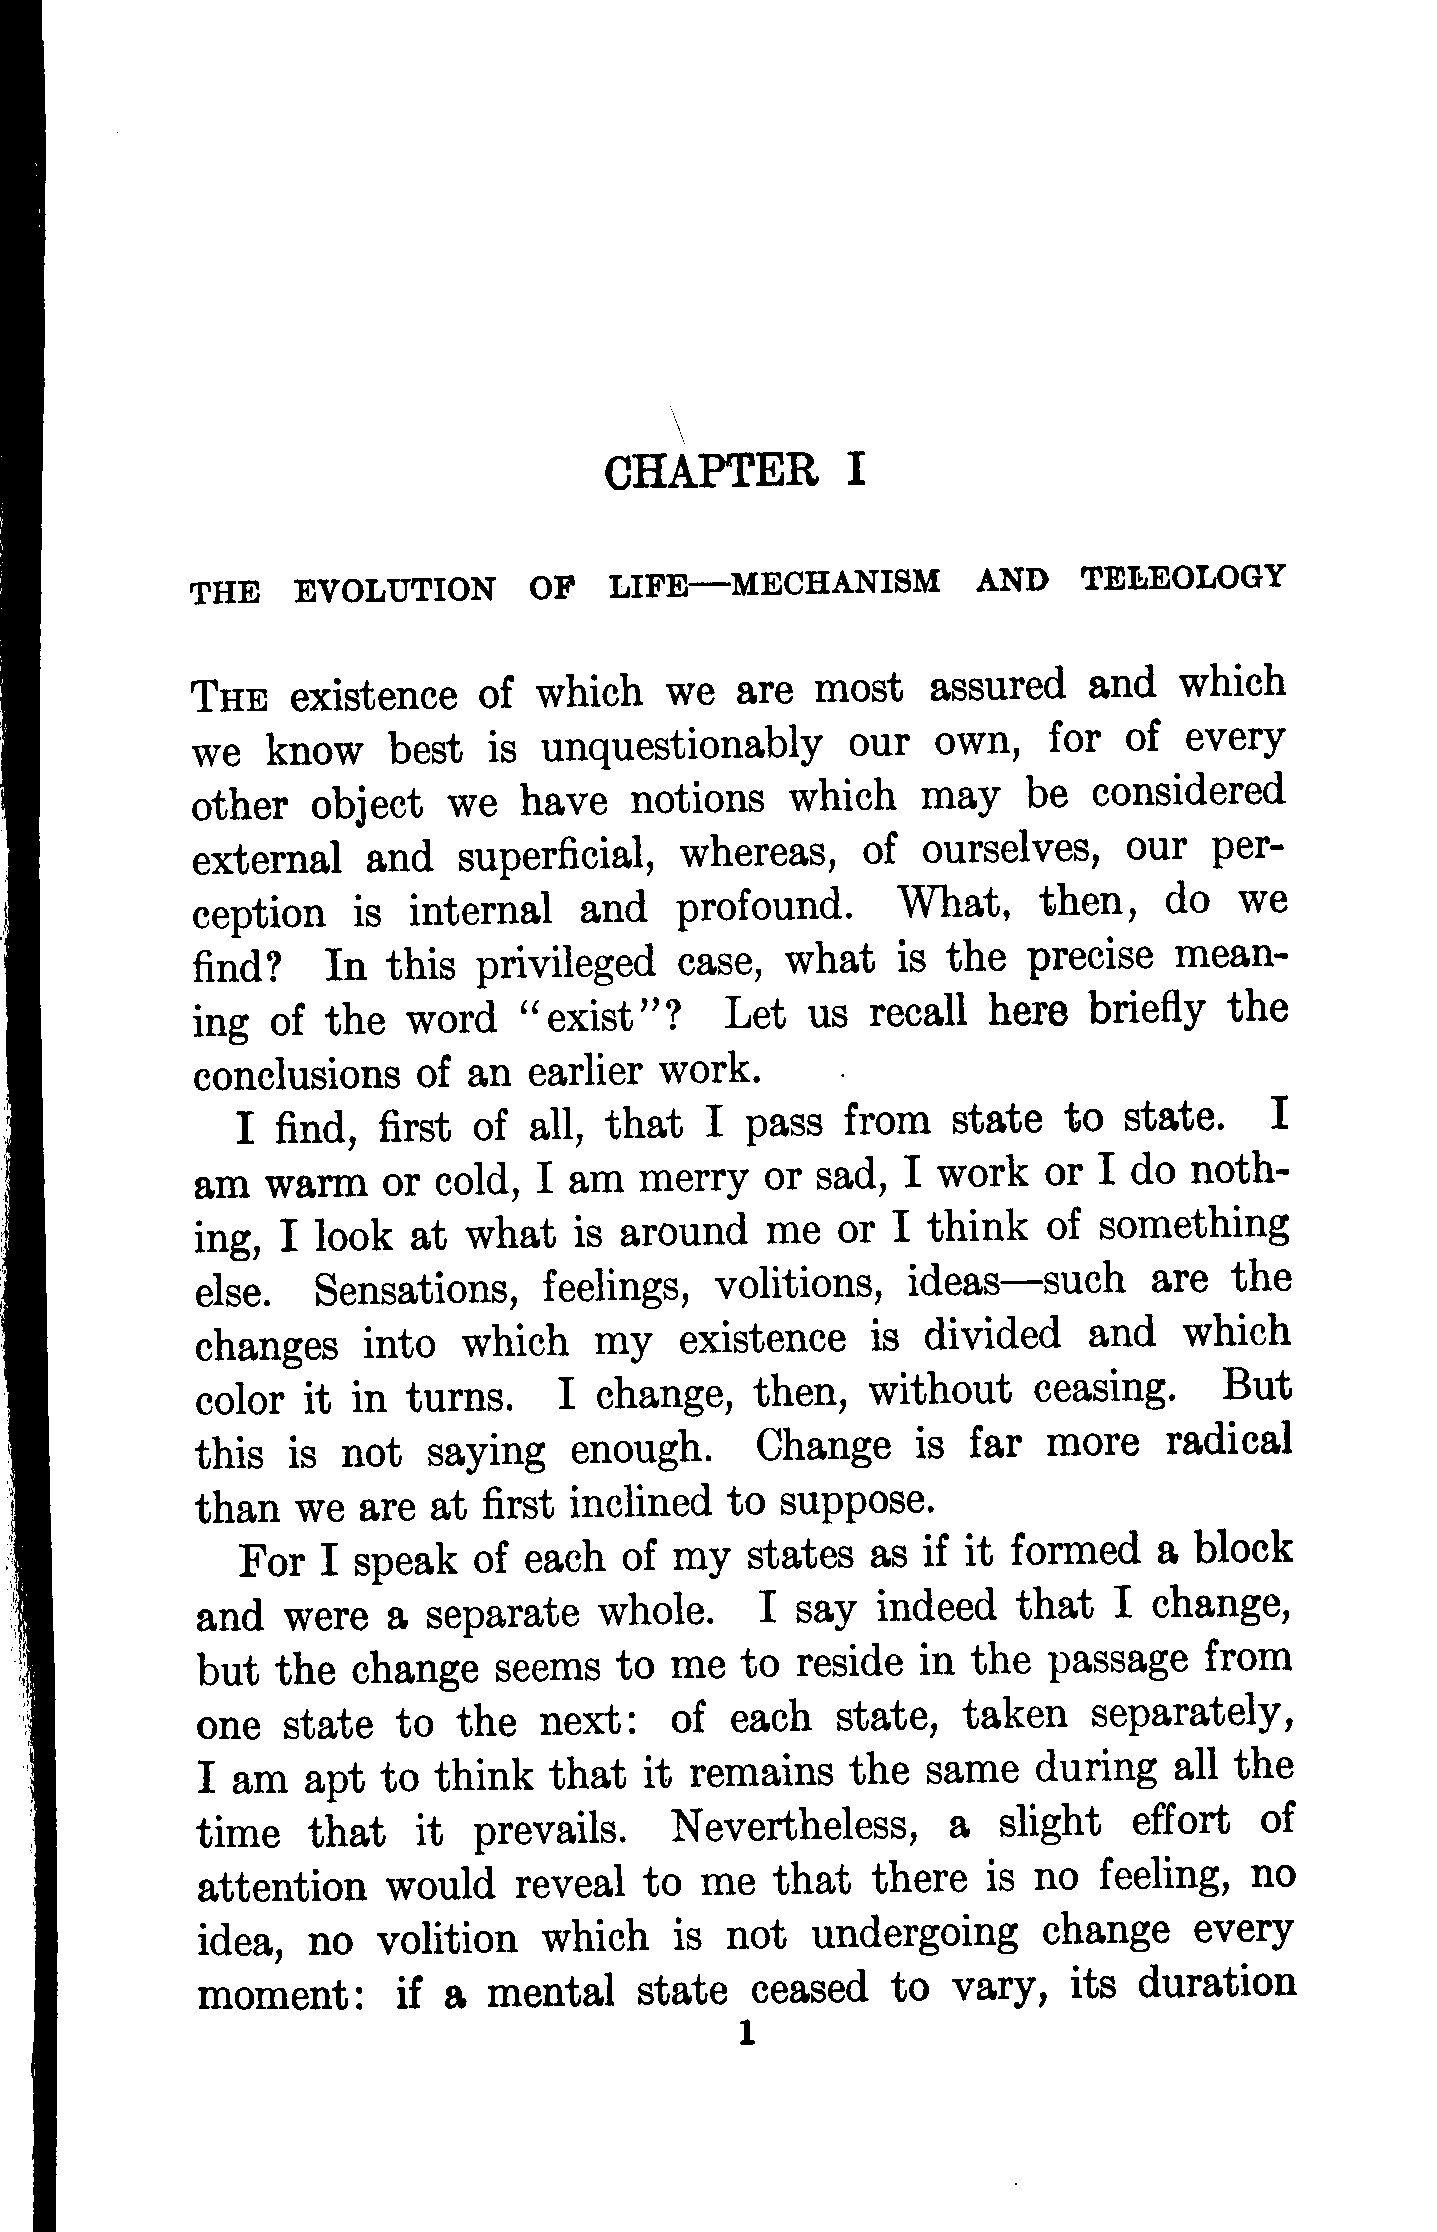 CHAPTER I
THE EVOLUTION OF LIFE—MECHANISM AND TELEOLOGY
THE existence of which we are most assured and which
we know best is unquestionably our own, for of every
other object we have notions which may be considered
external and superficial, whereas, of ourselves, our per-
ception is internal and profound. What, then, do we
find? In this privileged case, what is the precise mean-
ing of the word “exist”? Let us recall here briefly the
conclusions of an earlier work.
I find, first of all, that I pass from state to state. I
am warm or cold, I am merry or sad, I work or I do noth-
ing, I look at what is around me or I think of something
else. Sensations, feelings, volitions, ideas—such are the
changes into which my existence is divided and which
color it in turns. I change, then, without ceasing. But
this is not saying enough. Change is far more radical
than we are at first inclined to suppose.
For I speak of each of my states as if it formed a block
and were a separate whole. I say indeed that I change,
but the change seems to me to reside in the passage from
one state to the next: of each state, taken separately,
I am apt to think that it remains the same during all the
time that it prevails. Nevertheless, a slight effort of
attention would reveal to me that there is no feeling, no
idea, no volition which is not undergoing change every
moment: if a mental state ceased to vary, its duration
1